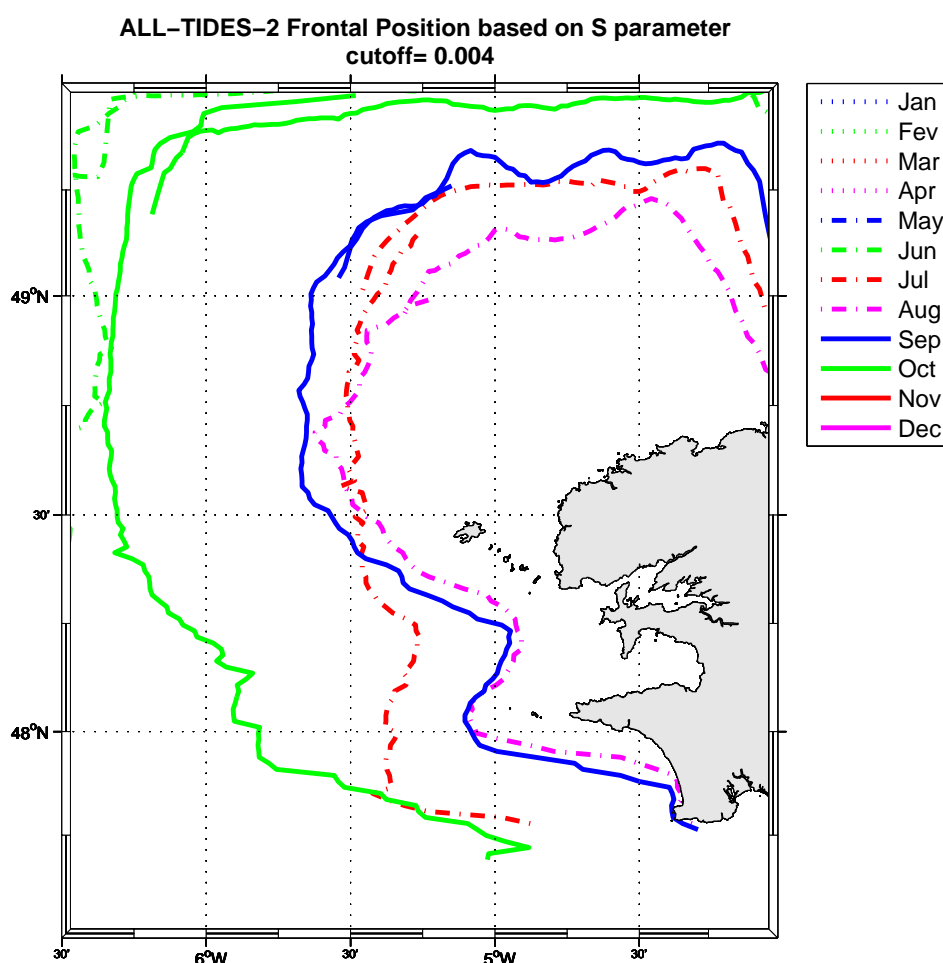 ALL−TIDES−2 Frontal Position based on S parameter
cutoff= 0.004
Jan
Fev
Mar
Apr
May
Jun
Jul
Aug
Sep
Oct
Nov
Dec
49°N
30'
48°N
30' 6°W 30' 5°W 30'